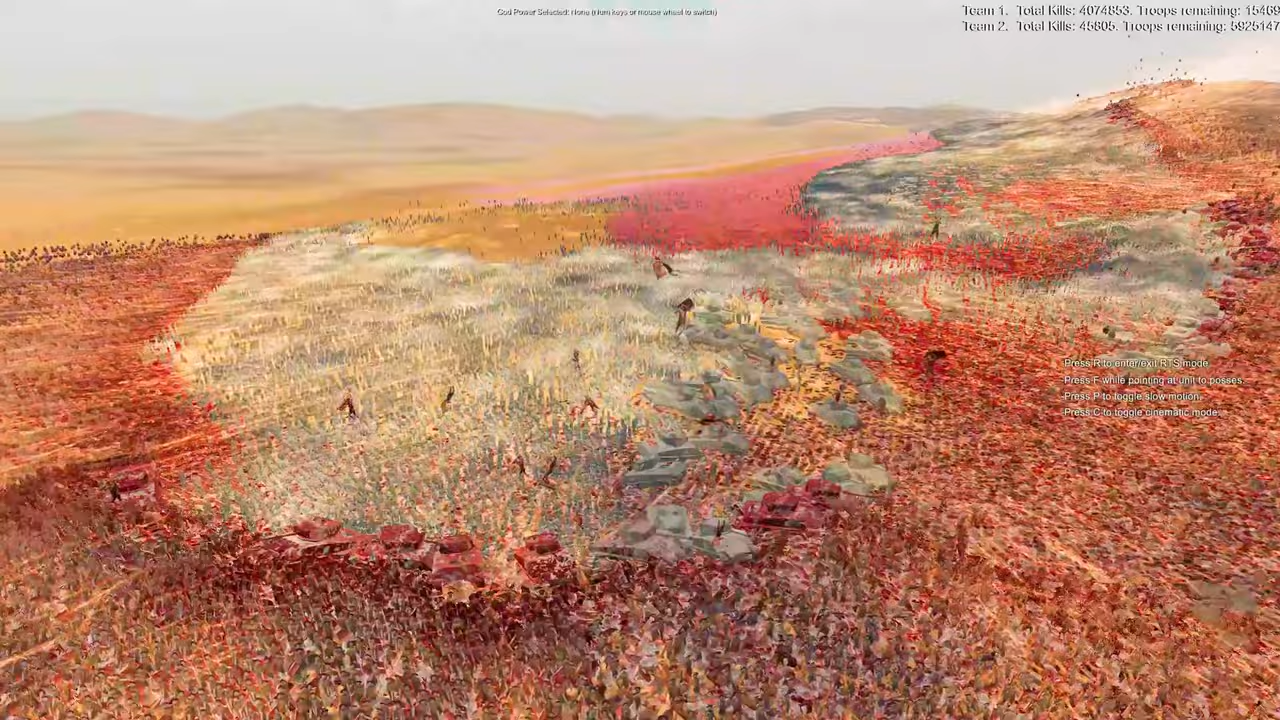 God Power Selected: None (Num keys or mouse wheel to switch)
Team 1. Total Kills: 4074853. Troops remaining: 15469
Team 2. Total Kills: 45805. Troops remaining: 5925147
Press R to enter/exit RTS mode.
Press F while pointing at unit to posses.
Press P to toggle slow motion.
Press C to toggle cinematic mode.